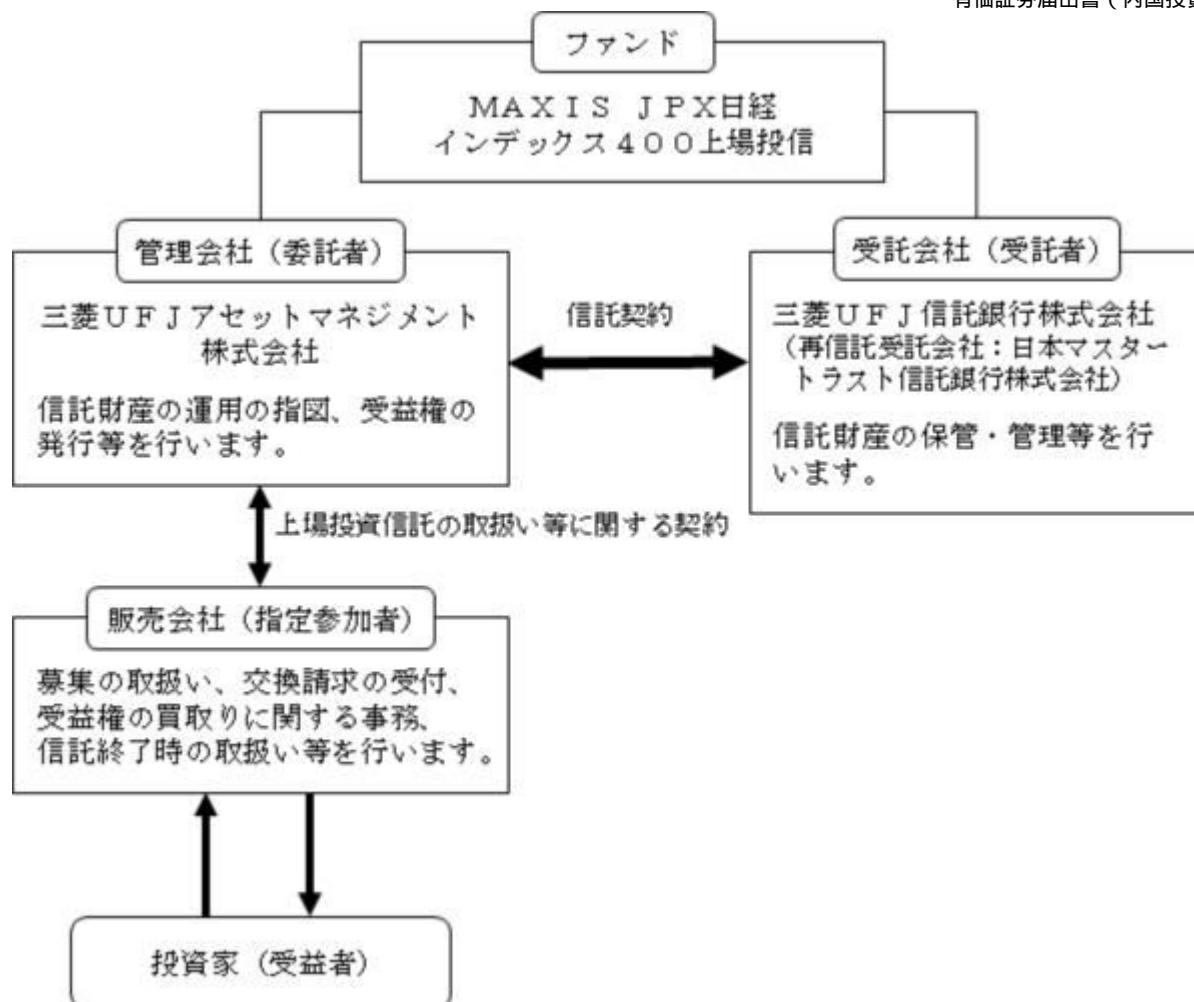 ファンド
ＭＡＸＩＳ ＪＰＸ日経
インデックス４００上場投信
管理会社（委託者）
三菱ＵＦＪアセットマネジメント
株式会社
信託財産の運用の指図、受益権の
発行等を行います。
信託契約
受託会社（受託者）
三菱ＵＦＪ信託銀行株式会社
（再信託受託会社：日本マスター
トラスト信託銀行株式会社）
信託財産の保管・管理等を行
います。
上場投資信託の取扱い等に関する契約
販売会社（指定参加者）
募集の取扱い、交換請求の受付、
受益権の買取りに関する事務、
信託終了時の取扱い等を行います。
投資家（受益者）